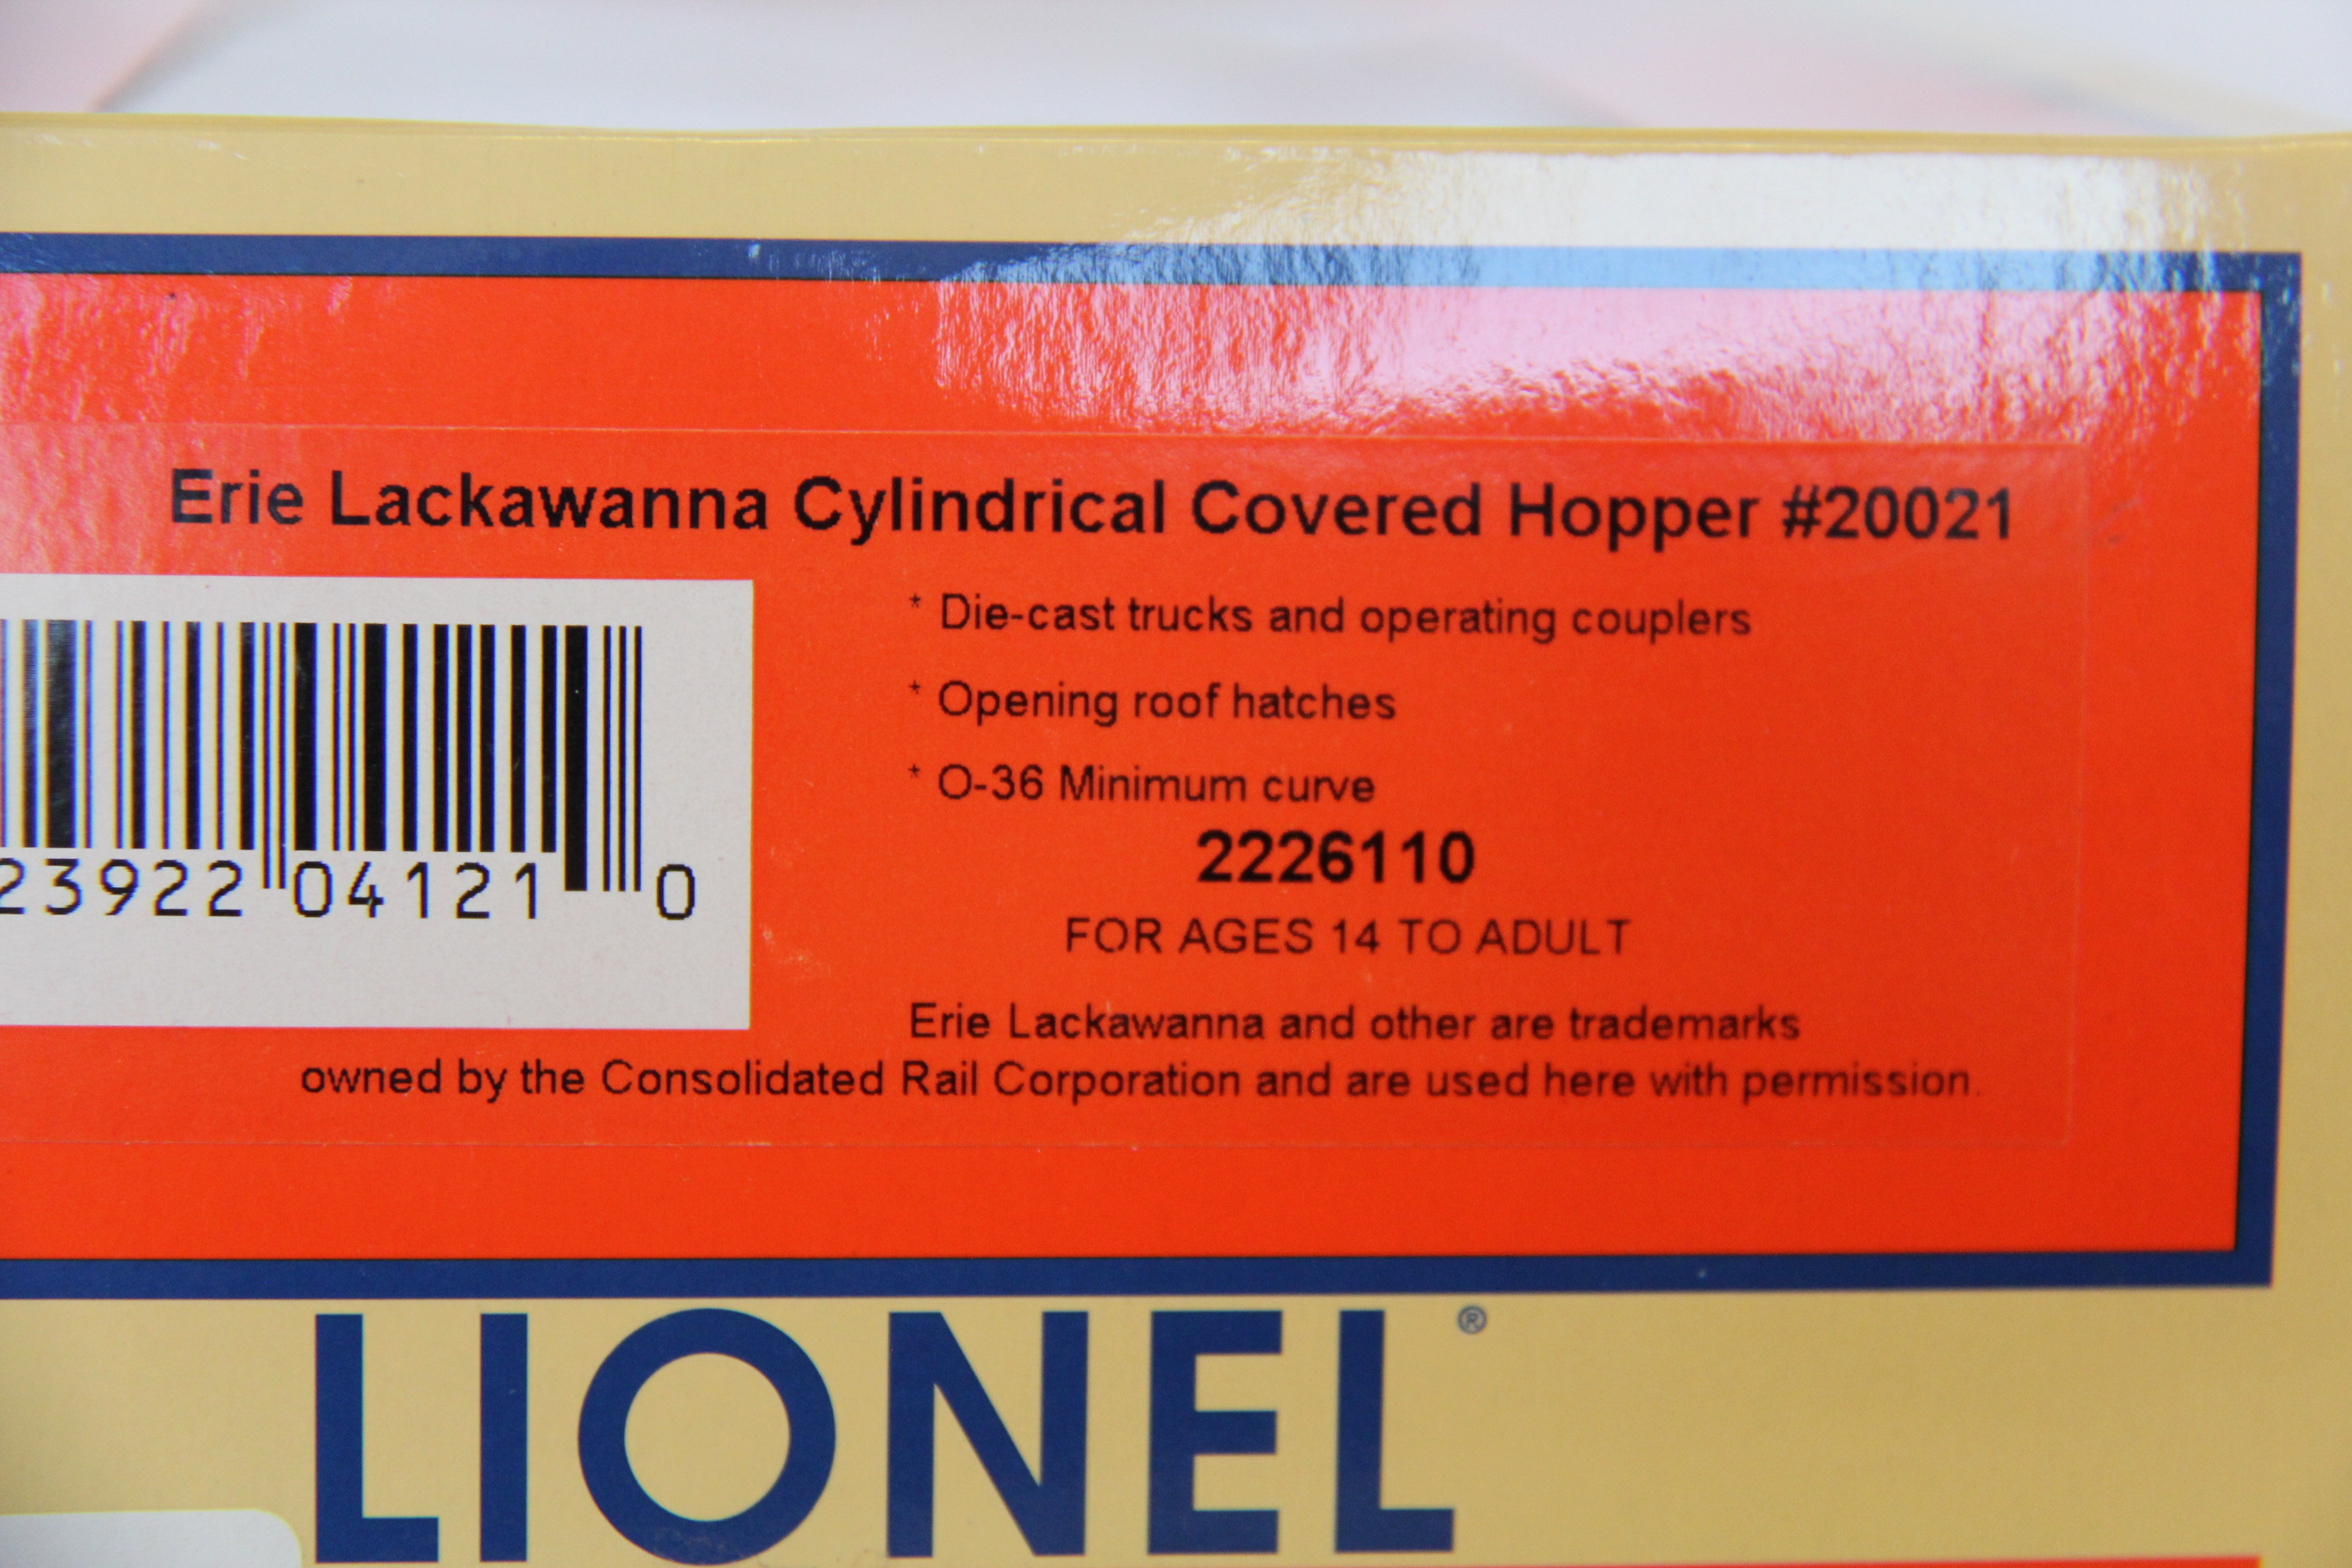 Erie Lackawanna Cylindrical Covered Hopper #20021
* Die-cast trucks and operating couplers
* Opening roof hatches
* O-36 Minimum curve
2226110
FOR AGES 14 TO ADULT
23922 04121 0
Erie Lackawanna and other are trademarks
owned by the Consolidated Rail Corporation and are used here with permission.
LIONEL®